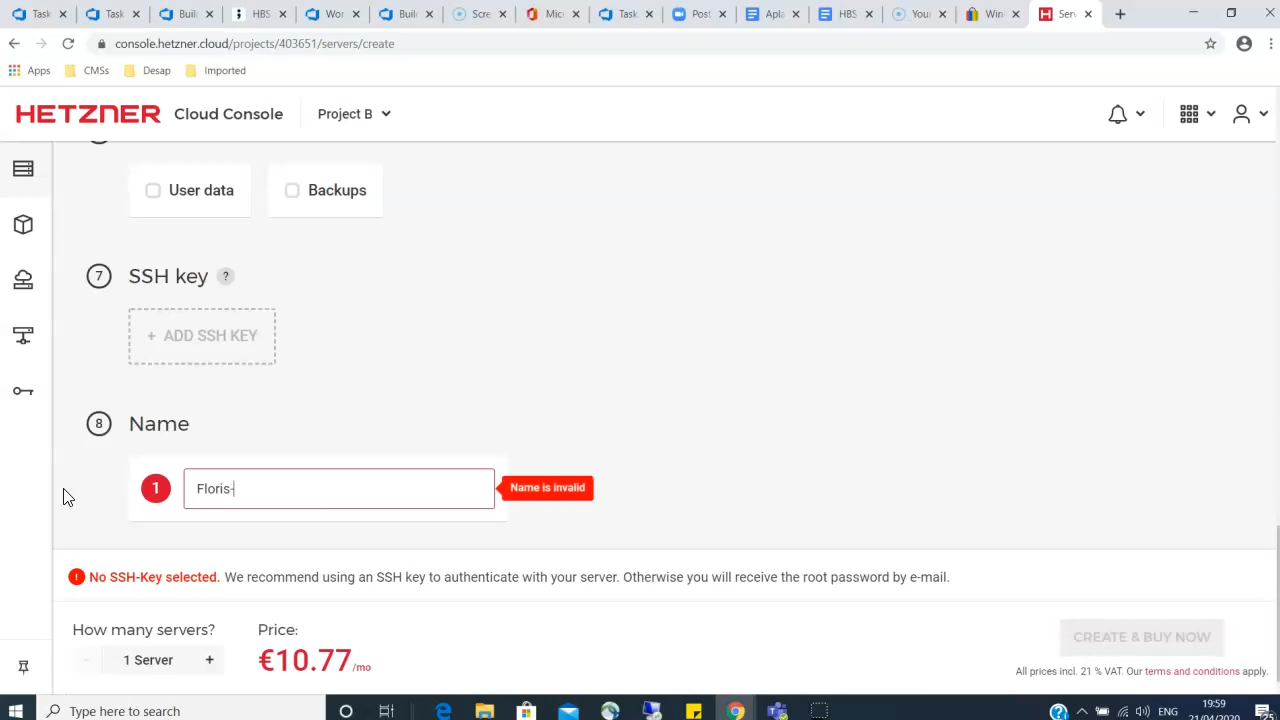 Task
Task
Builc
HBS
Wo
Builc
Scre
Micr
Task
Post
Apla
HBS
You
Wine
Serv
console.hetzner.cloud/projects/403651/servers/create
Apps
CMSs
Desap
Imported
HETZNER Cloud Console
Project B
User data
Backups
7 SSH key ?
+ ADD SSH KEY
8 Name
1 Floris-
Name is invalid
! No SSH-Key selected. We recommend using an SSH key to authenticate with your server. Otherwise you will receive the root password by e-mail.
How many servers?
Price:
- 1 Server +
€10.77/mo
CREATE & BUY NOW
All prices incl. 21 % VAT. Our terms and conditions apply.
Type here to search
ENG
19:59
21/04/2020